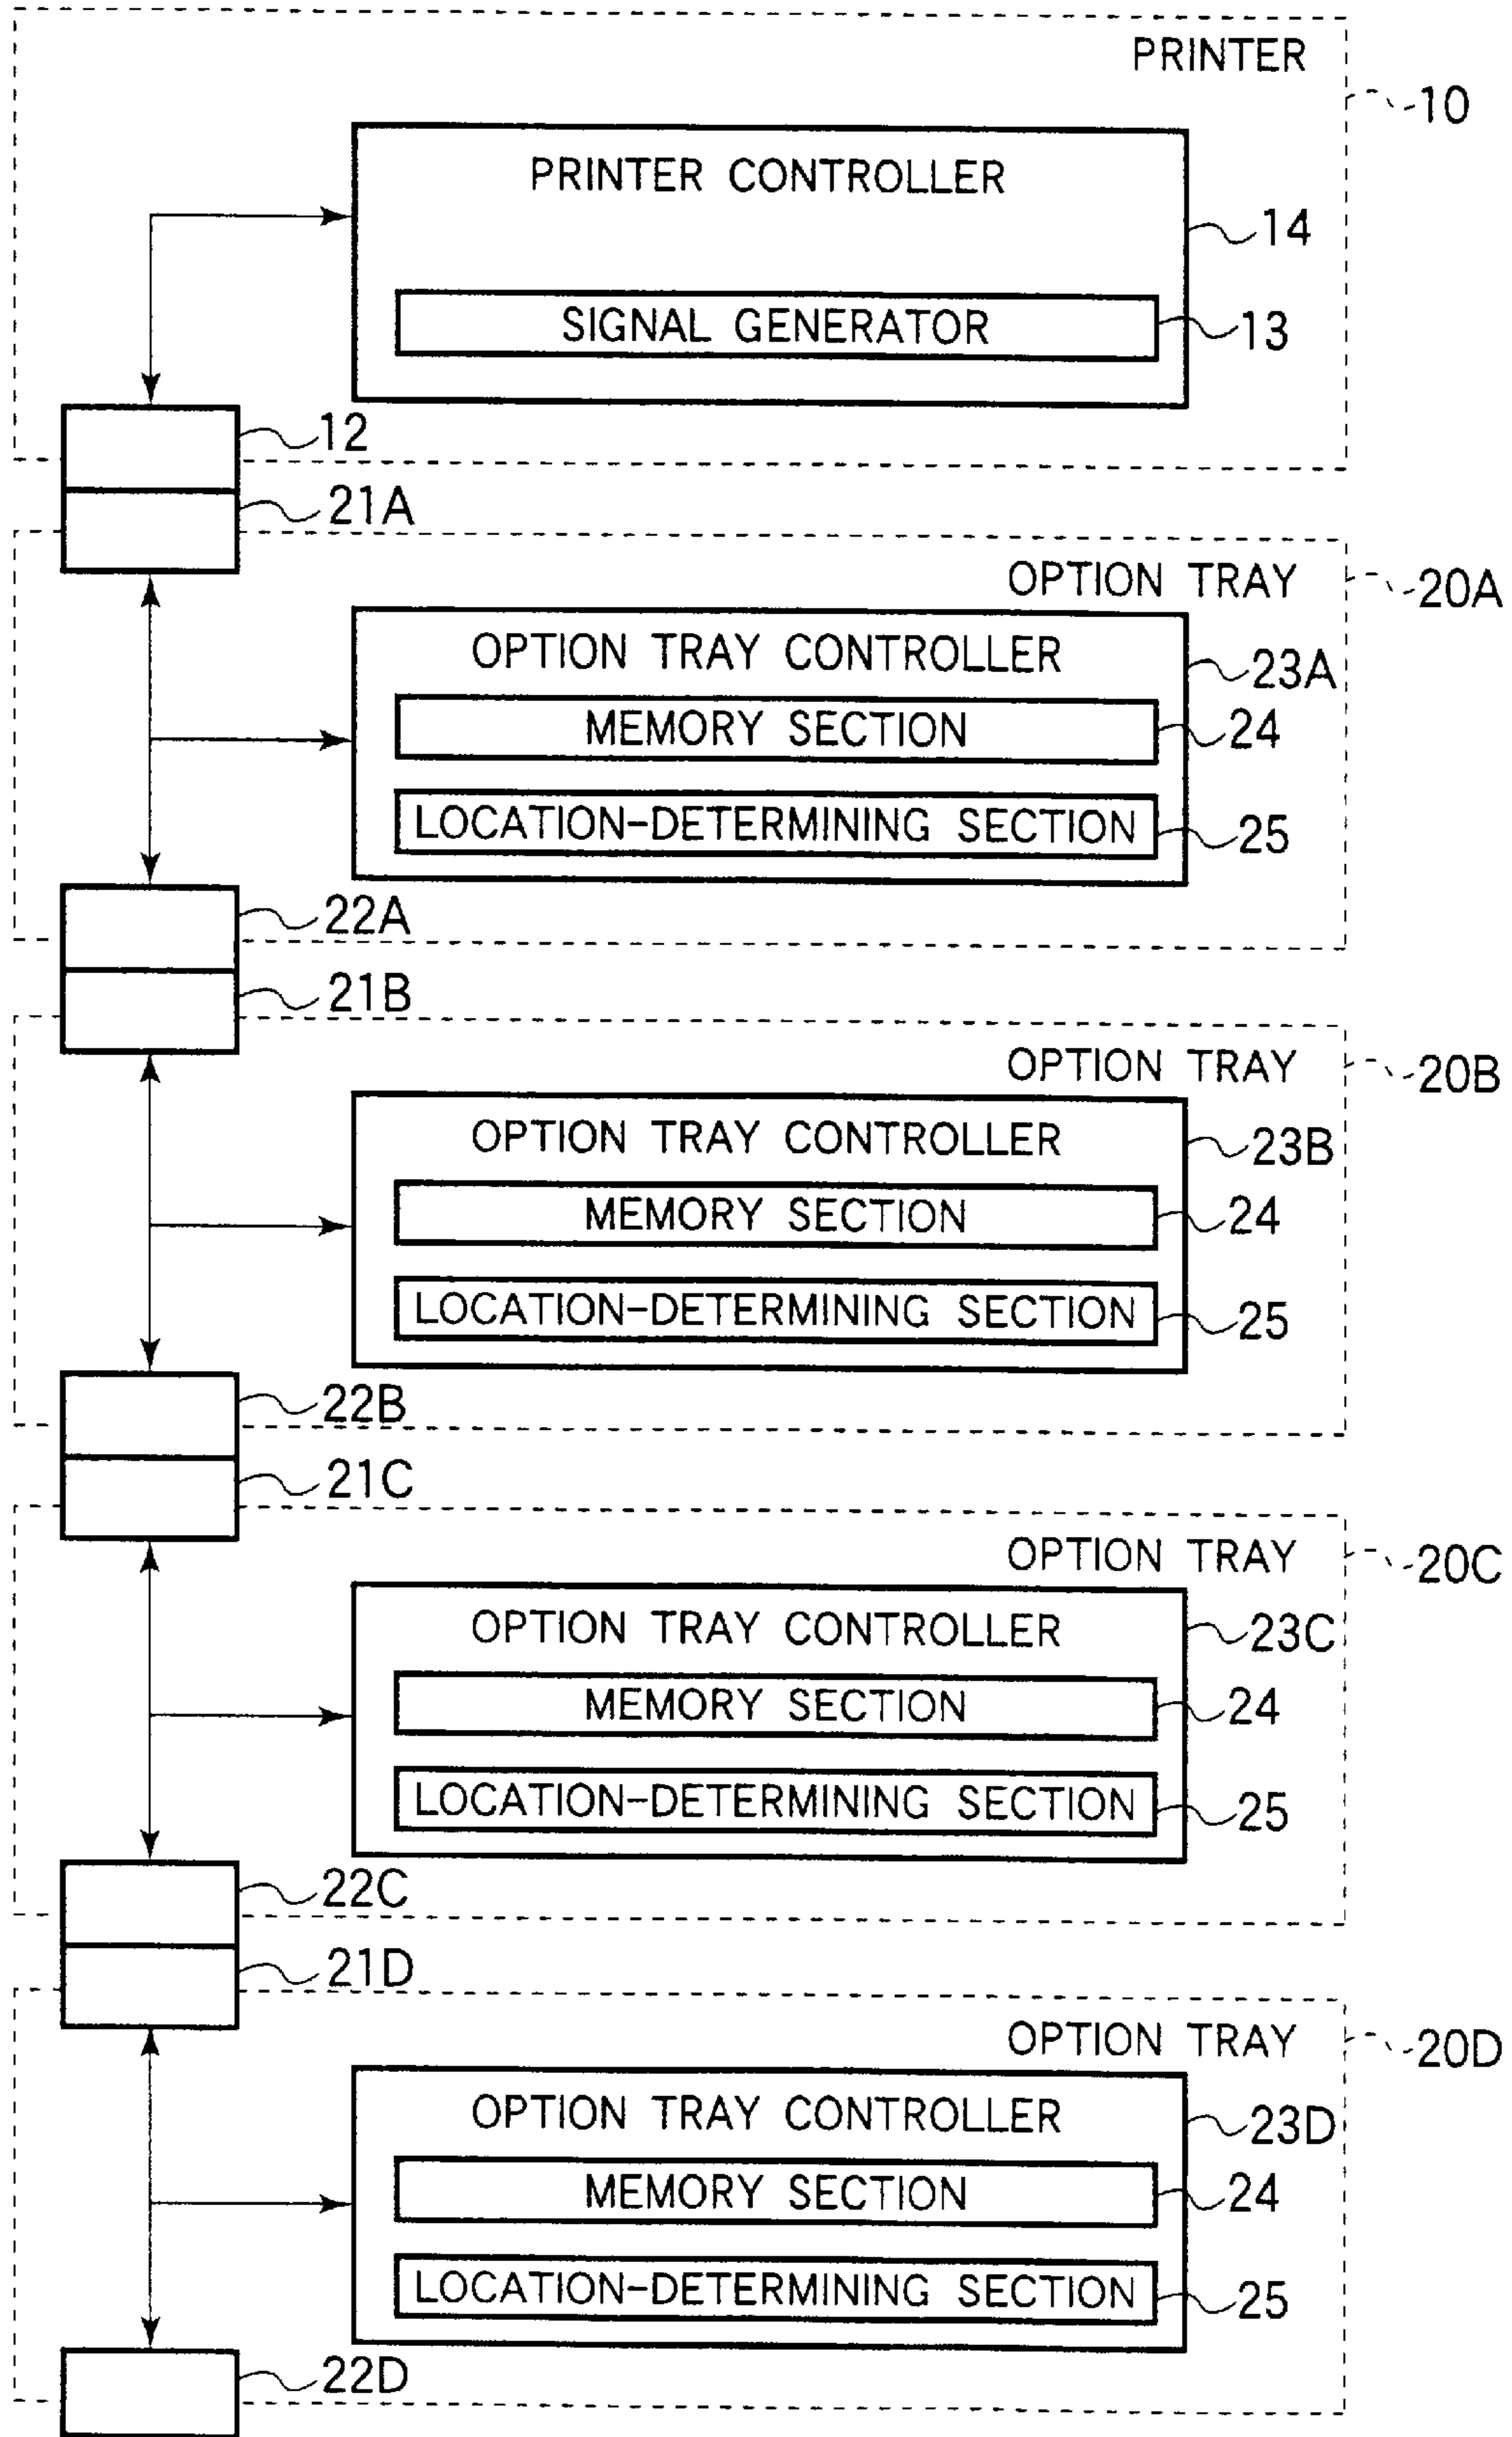 PRINTER
10
PRINTER CONTROLLER
14
SIGNAL GENERATOR
13
12
21A
OPTION TRAY
20A
OPTION TRAY CONTROLLER
23A
MEMORY SECTION
24
LOCATION-DETERMINING SECTION
25
22A
21B
OPTION TRAY
20B
OPTION TRAY CONTROLLER
23B
MEMORY SECTION
24
LOCATION-DETERMINING SECTION
25
22B
21C
OPTION TRAY
20C
OPTION TRAY CONTROLLER
23C
MEMORY SECTION
24
LOCATION-DETERMINING SECTION
25
22C
21D
OPTION TRAY
20D
OPTION TRAY CONTROLLER
23D
MEMORY SECTION
24
LOCATION-DETERMINING SECTION
25
22D